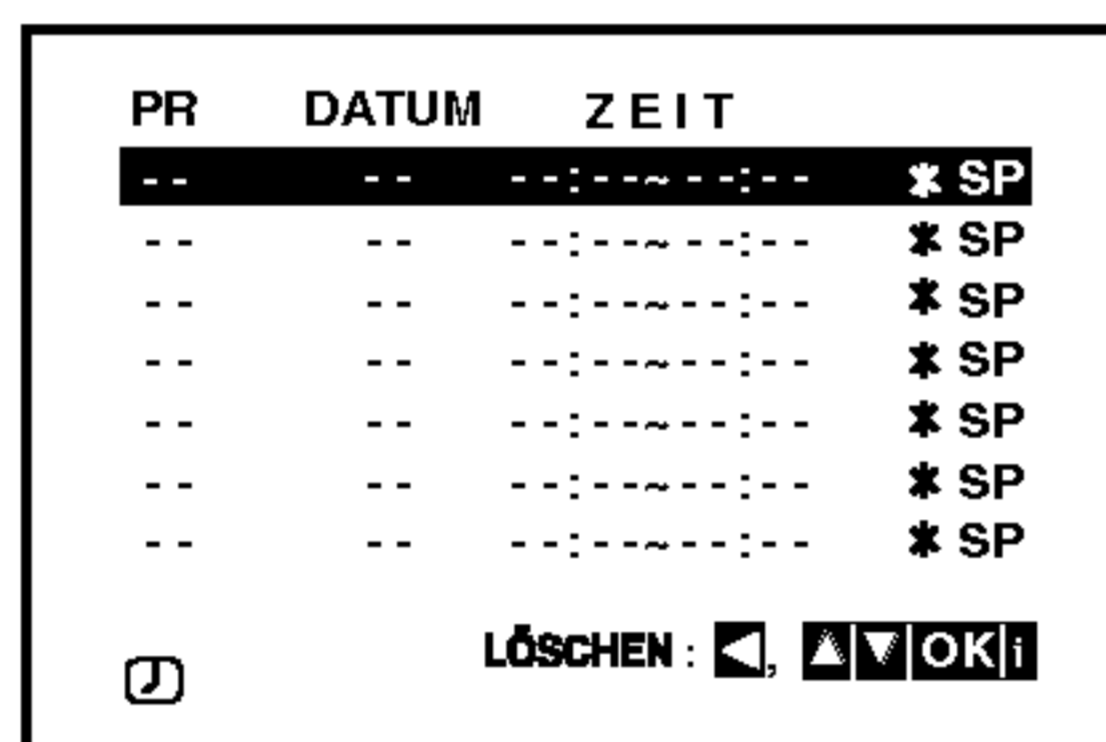 PR DATUM ZEIT
-- -- --:--~--:-- * SP
-- -- --:--~--:-- * SP
-- -- --:--~--:-- * SP
-- -- --:--~--:-- * SP
-- -- --:--~--:-- * SP
-- -- --:--~--:-- * SP
-- -- --:--~--:-- * SP
LÖSCHEN : ◀, ▲ ▼ OK i